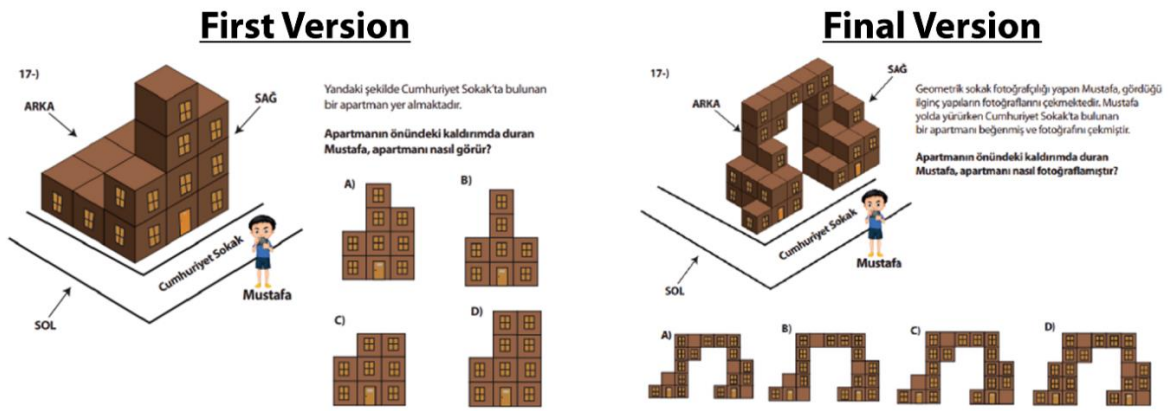 First Version
17-)
ARKA
SAĞ
Yandaki şekilde Cumhuriyet Sokak'ta bulunan
bir apartman yer almaktadır.
Apartmanın önündeki kaldırımda duran
Mustafa, apartmanı nasıl görür?
A)
B)
Cumhuriyet Sokak
Mustafa
SOL
C)
D)
Final Version
17-)
ARKA
SAĞ
Geometrik sokak fotoğrafçılığı yapan Mustafa, gördüğü
ilginç yapıların fotoğraflarını çekmektedir. Mustafa
yolda yürürken Cumhuriyet Sokak'ta bulunan
bir apartmanı beğenmiş ve fotoğrafını çekmiştir.
Apartmanın önündeki kaldırımda duran
Mustafa, apartmanı nasıl fotoğraflamıştır?
Cumhuriyet Sokak
Mustafa
SOL
A)
B)
C)
D)